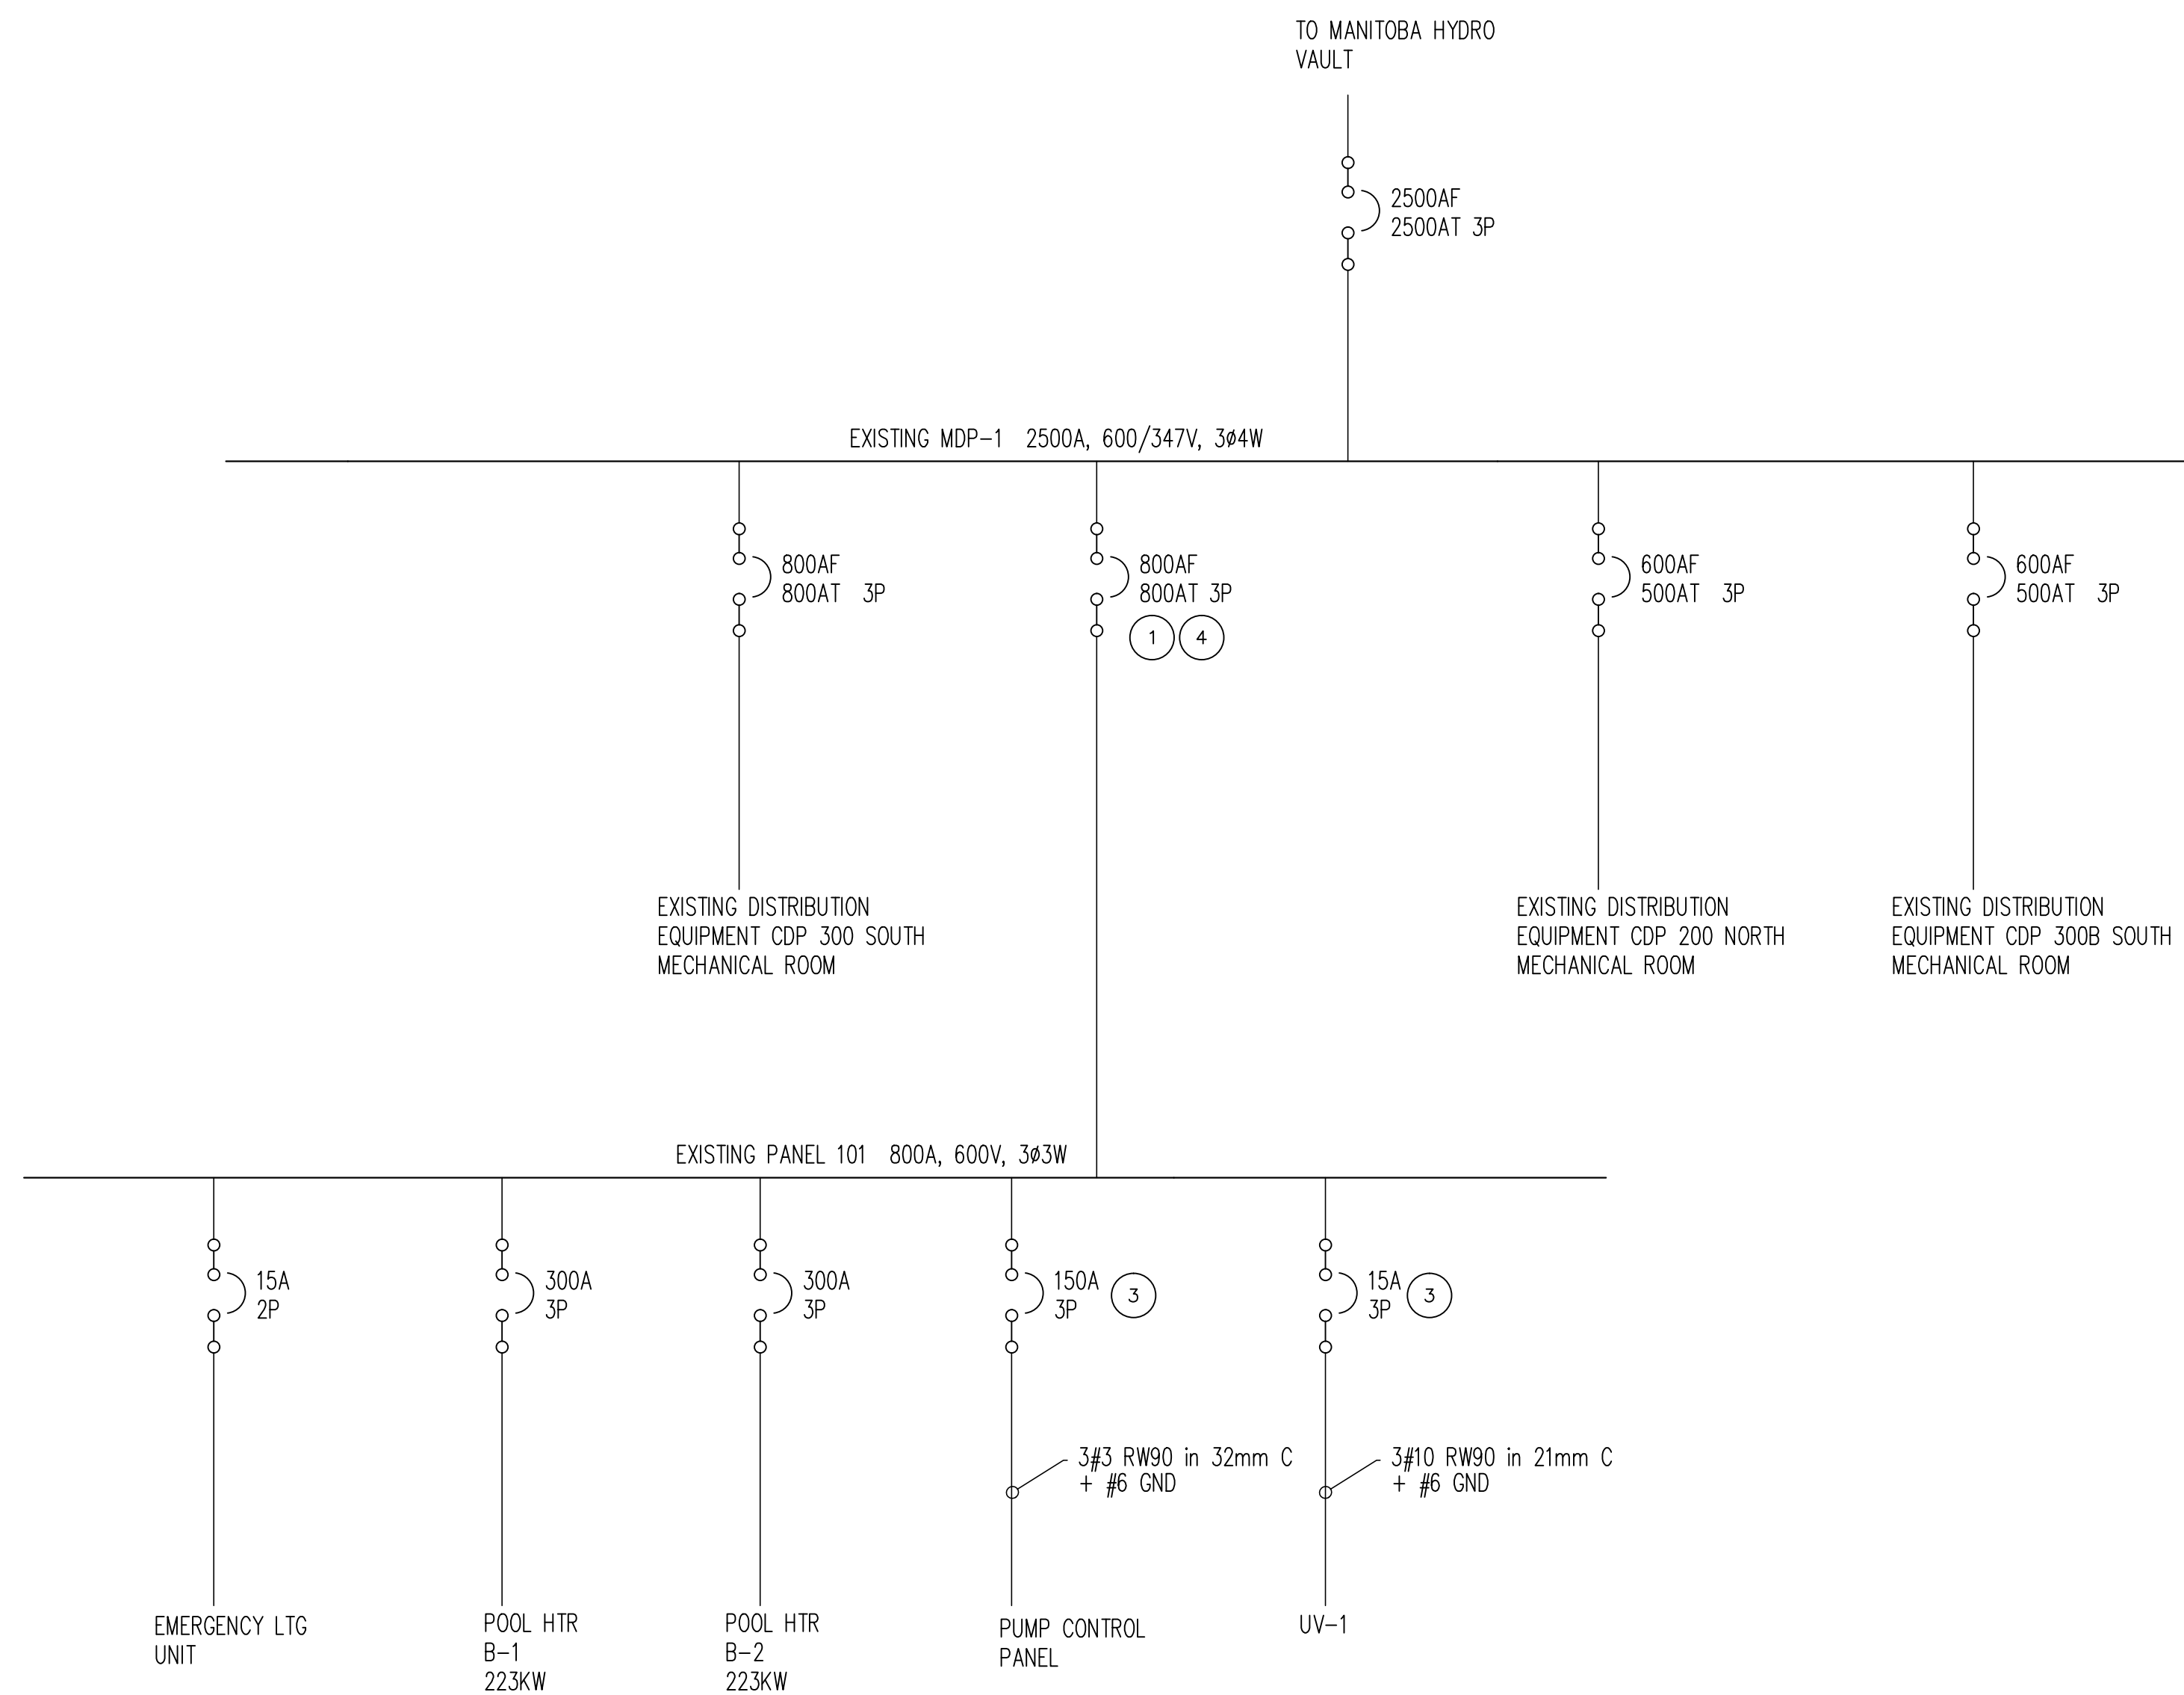 TO MANITOBA HYDRO
VAULT
2500AF
2500AT 3P
EXISTING MDP-1 2500A, 600/347V, 3ø4W
800AF
800AT 3P
800AF
800AT 3P
1
4
600AF
500AT 3P
600AF
500AT 3P
EXISTING DISTRIBUTION
EQUIPMENT CDP 300 SOUTH
MECHANICAL ROOM
EXISTING DISTRIBUTION
EQUIPMENT CDP 200 NORTH
MECHANICAL ROOM
EXISTING DISTRIBUTION
EQUIPMENT CDP 300B SOUTH
MECHANICAL ROOM
EXISTING PANEL 101 800A, 600V, 3ø3W
15A
2P
300A
3P
300A
3P
150A
3P
3
15A
3P
3
3#3 RW90 in 32mm C
+ #6 GND
3#10 RW90 in 21mm C
+ #6 GND
EMERGENCY LTG
UNIT
POOL HTR
B-1
223KW
POOL HTR
B-2
223KW
PUMP CONTROL
PANEL
UV-1